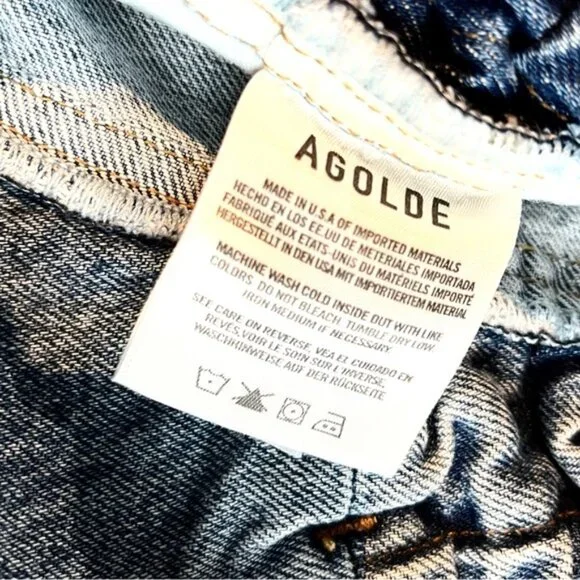 AGOLDE
MADE IN U.S.A OF IMPORTED MATERIALS
HECHO EN LOS EE.UU DE METERIALES IMPORTADA
FABRIQUÉ AUX ETATS-UNIS DU MATÉRIELS IMPORTÉ
HERGESTELLT IN DEN USA MIT IMPORTIERTEM MATERIAL
MACHINE WASH COLD INSIDE OUT WITH LIKE
COLORS, DO NOT BLEACH, TUMBLE DRY LOW,
IRON MEDIUM IF NECESSARY.
SEE CARE ON REVERSE, VEA EL CUIDADO EN
REVÉS, VOIR LE SOIN SUR L'INVERSE,
WASCHHINWEISE AUF DER RÜCKSEITE